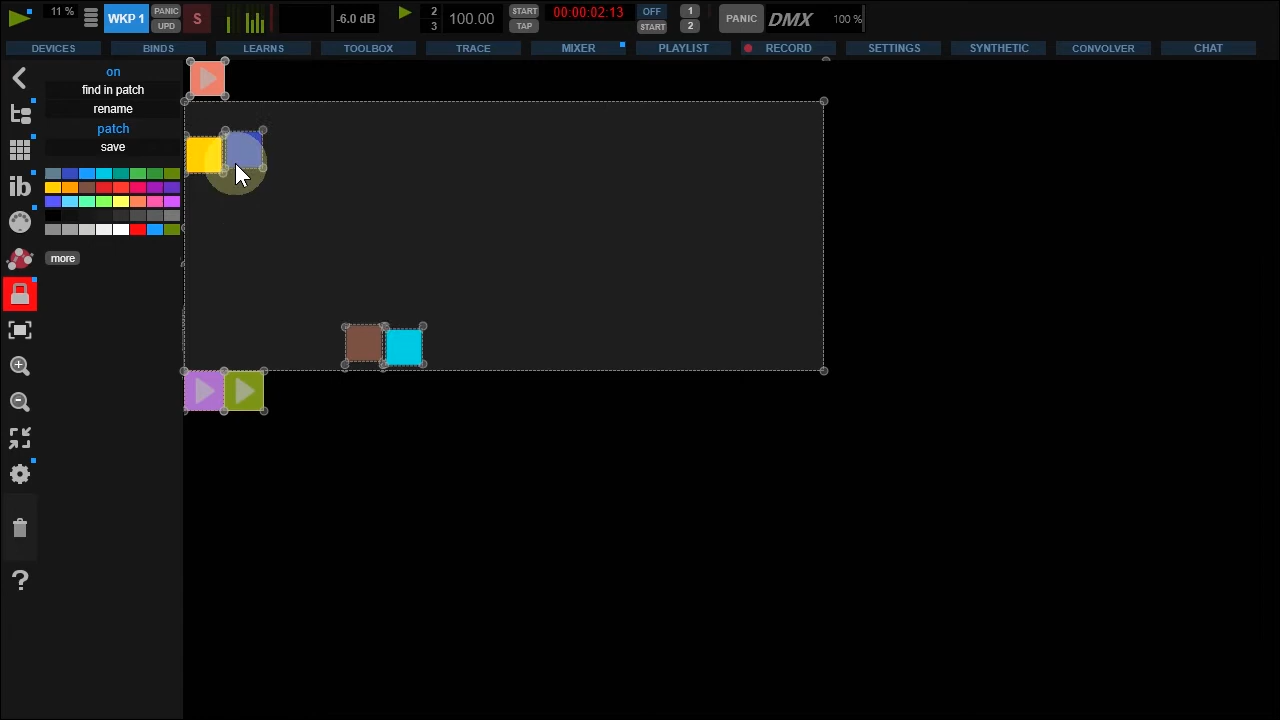 11 %
WKP 1
PANIC
UPD
S
-6.0 dB
2
3
100.00
START
TAP
00:00:02:13
OFF
START
1
2
PANIC
DMX
100 %
DEVICES
BINDS
LEARNS
TOOLBOX
TRACE
MIXER
PLAYLIST
RECORD
SETTINGS
SYNTHETIC
CONVOLVER
CHAT
on
find in patch
rename
patch
save
ib
more
?